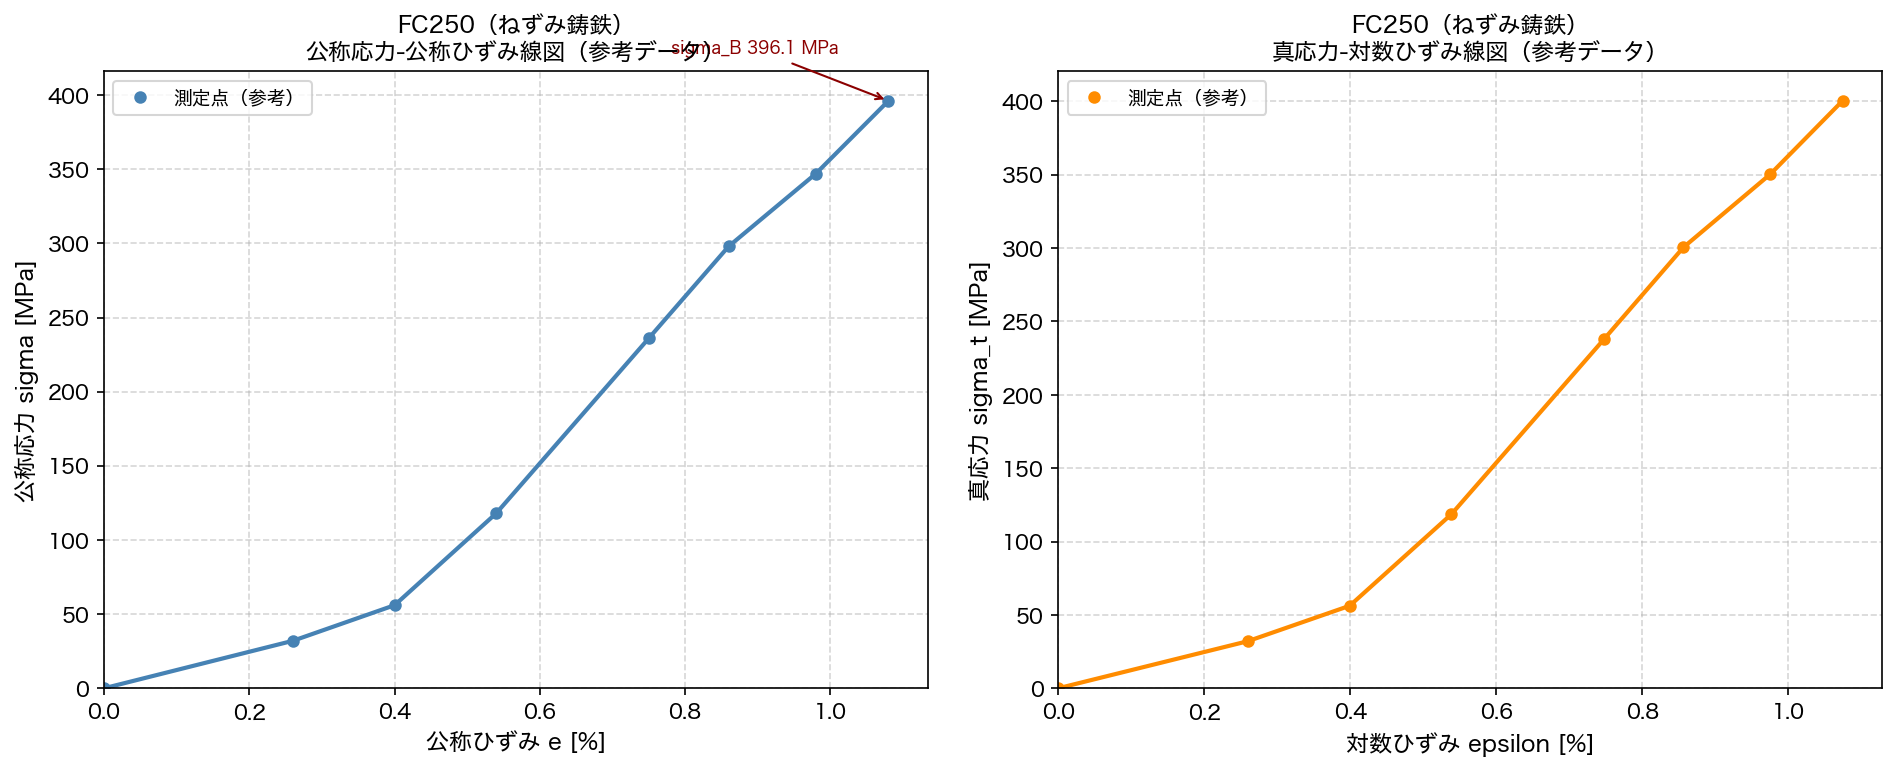 FC250（ねずみ鋳鉄）
公称応力-公称ひずみ線図（参考データ）
sigma_B 396.1 MPa
測定点（参考）
公称応力 sigma [MPa]
400
350
300
250
200
150
100
50
0
0.0 0.2 0.4 0.6 0.8 1.0
公称ひずみ e [%]
FC250（ねずみ鋳鉄）
真応力-対数ひずみ線図（参考データ）
測定点（参考）
真応力 sigma_t [MPa]
400
350
300
250
200
150
100
50
0
0.0 0.2 0.4 0.6 0.8 1.0
対数ひずみ epsilon [%]